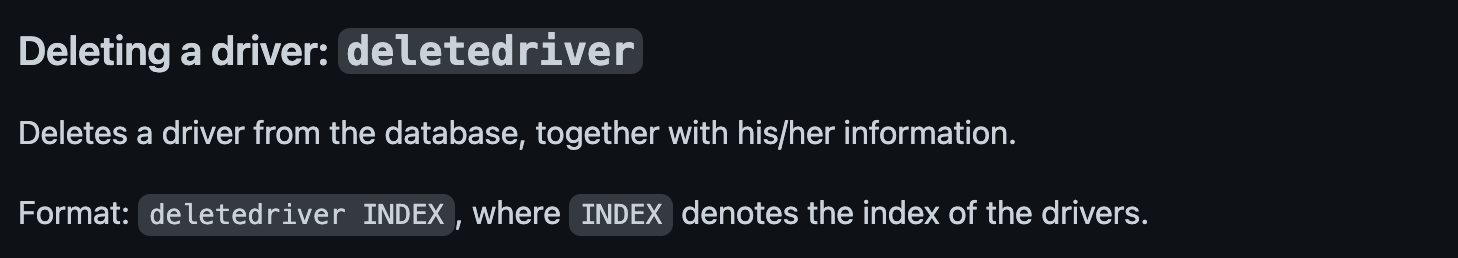 Deleting a driver: deletedriver
Deletes a driver from the database, together with his/her information.
Format: deletedriver INDEX, where INDEX denotes the index of the drivers.